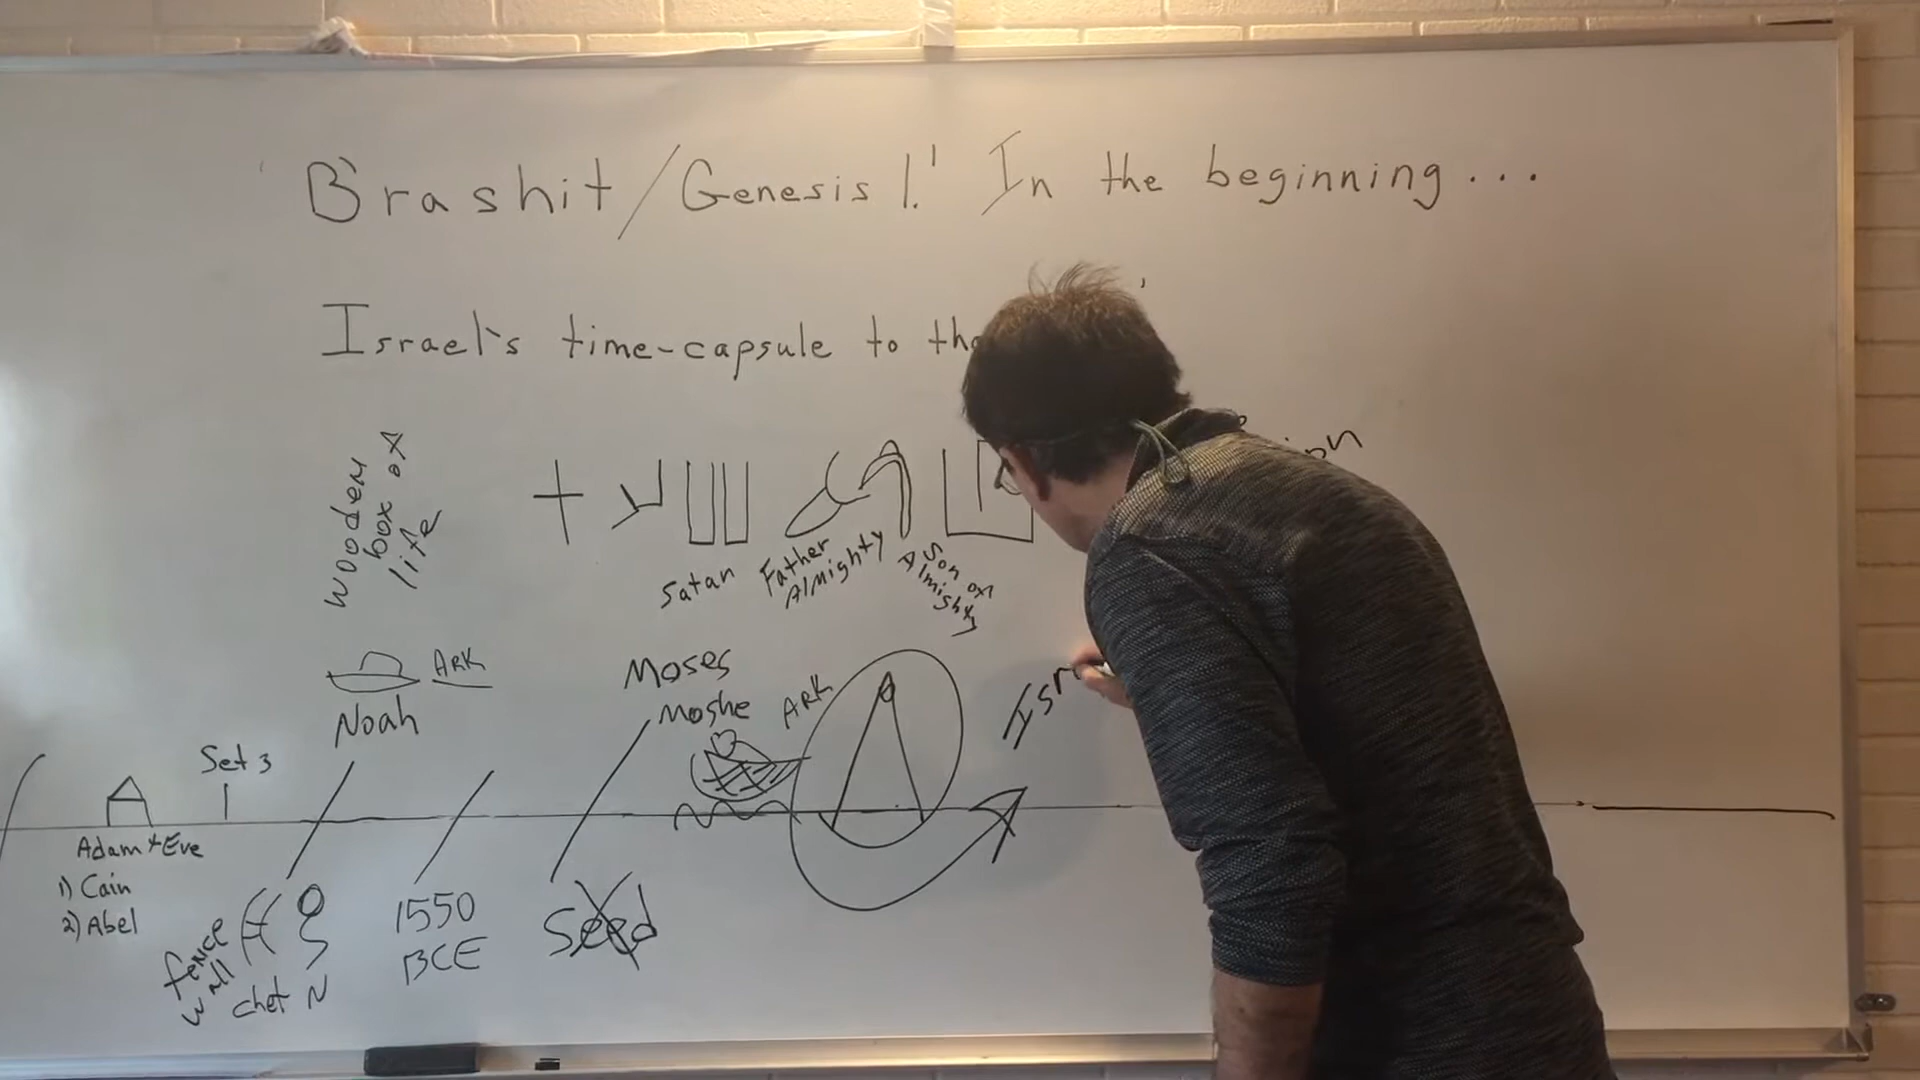 B'rashit/Genesis 1:1 In the beginning...
Israel's time-capsule to
wooden
box of
life
Satan
Father
Almighty
Son of
Almighty
ARK
Noah
Moses
Moshe
ARK
Isr
Set 3
Adam + Eve
1) Cain
2) Abel
fence
wall
chet N
1550
BCE
Seed